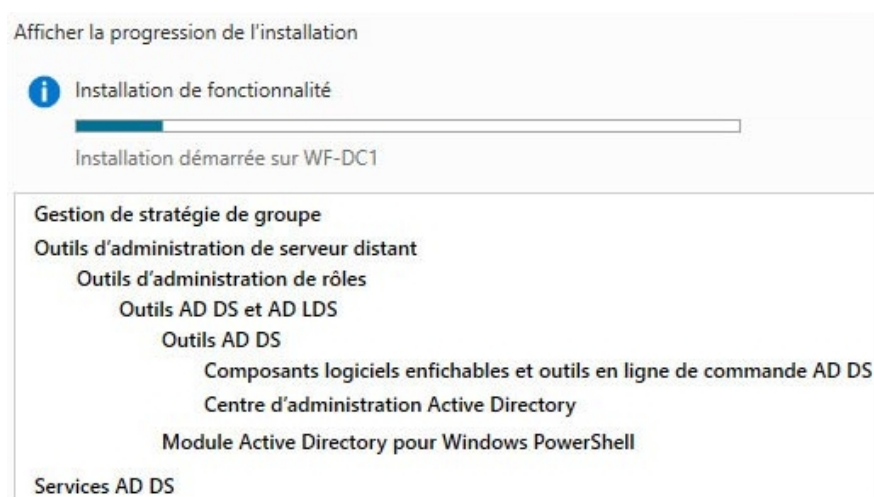 Afficher la progression de l'installation
Installation de fonctionnalité
Installation démarrée sur WF-DC1
Gestion de stratégie de groupe
Outils d'administration de serveur distant
Outils d'administration de rôles
Outils AD DS et AD LDS
Outils AD DS
Composants logiciels enfichables et outils en ligne de commande AD DS
Centre d'administration Active Directory
Module Active Directory pour Windows PowerShell
Services AD DS